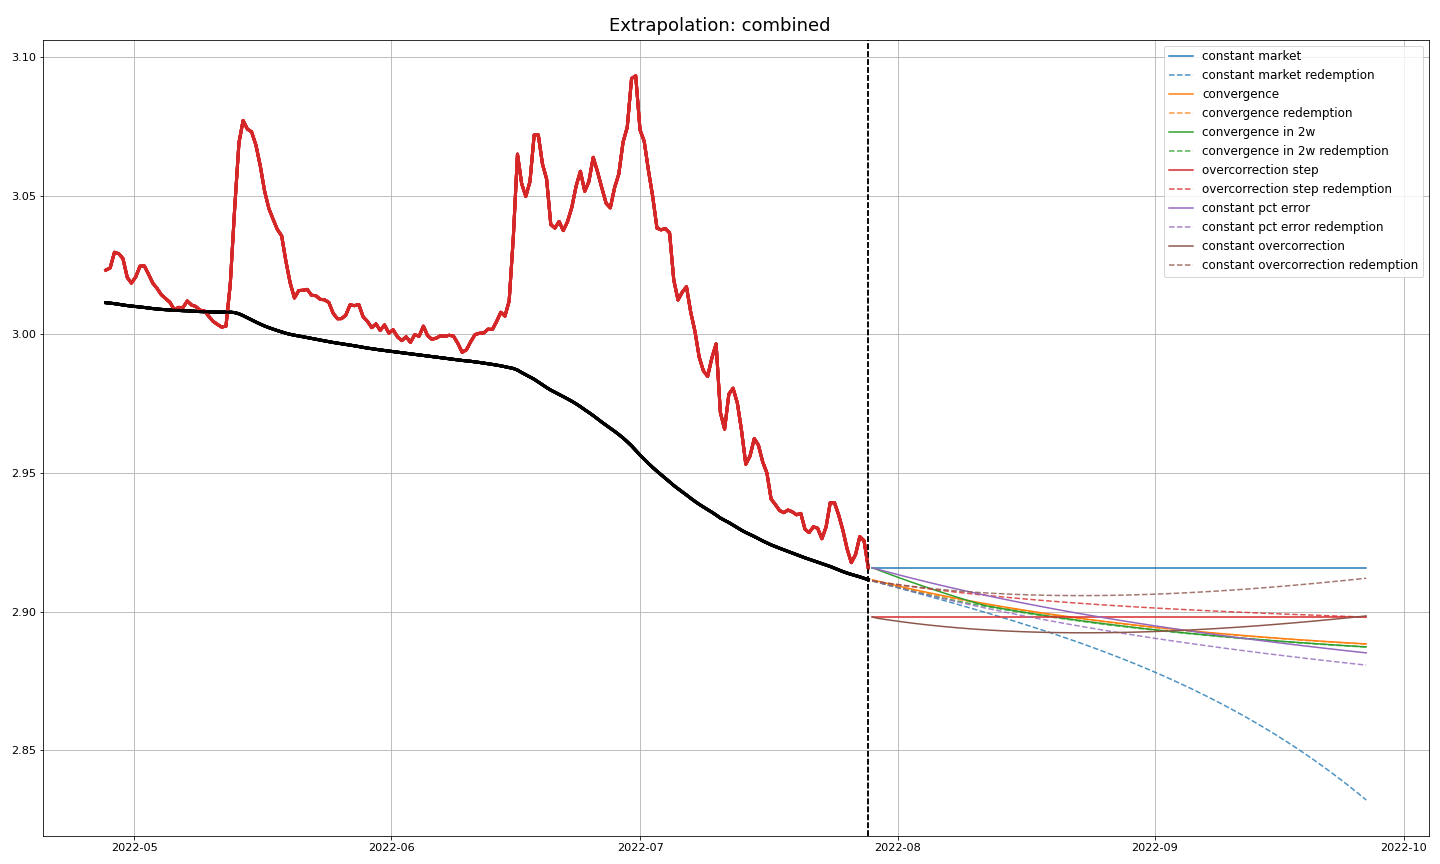 Extrapolation: combined
3.10
3.05
3.00
2.95
2.90
2.85
constant market
constant market redemption
convergence
convergence redemption
convergence in 2w
convergence in 2w redemption
overcorrection step
overcorrection step redemption
constant pct error
constant pct error redemption
constant overcorrection
constant overcorrection redemption
2022-05
2022-06
2022-07
2022-08
2022-09
2022-10